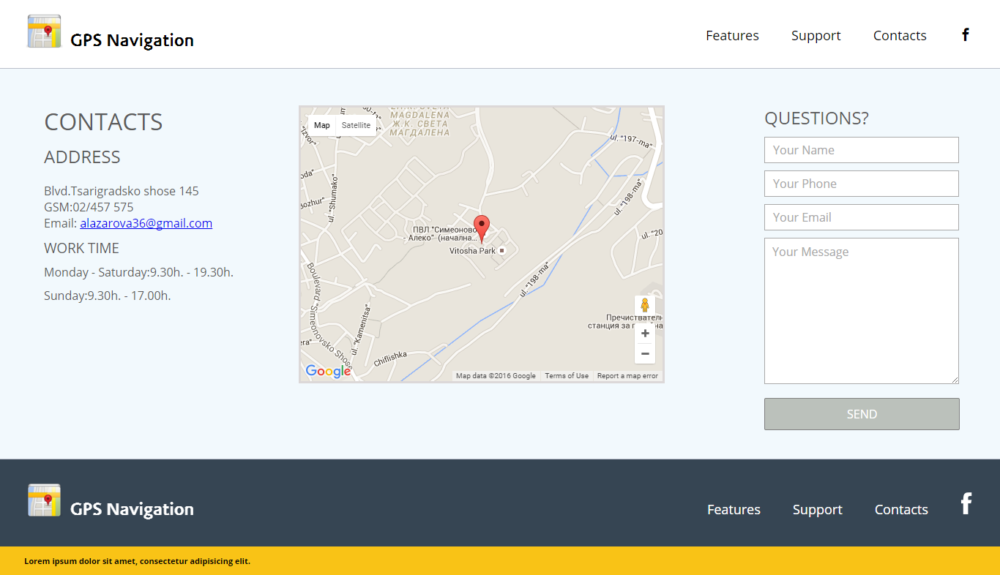 GPS Navigation
Features
Support
Contacts
f
CONTACTS
ADDRESS
Blvd.Tsarigradsko shose 145
GSM:02/457 575
Email: alazarova36@gmail.com
WORK TIME
Monday - Saturday:9.30h. - 19.30h.
Sunday:9.30h. - 17.00h.
Map
Satellite
MAGDALENA
Ж.К. СВЕТА
МАГДАЛЕНА
ul. "197-ma"
ul. "198-ma"
ul. "Shumako"
ul. "20
ПВЛ "Симеоново
- Алеко" (начална...
Vitosha Park
ul. "198-ma"
Boulevard Simeonovsko Shose
ul. "Kamenitsa"
Chiflishka
Пречиствателн
станция за
Google
Map data ©2016 Google
Terms of Use
Report a map error
QUESTIONS?
Your Name
Your Phone
Your Email
Your Message
SEND
GPS Navigation
Features
Support
Contacts
f
Lorem ipsum dolor sit amet, consectetur adipisicing elit.